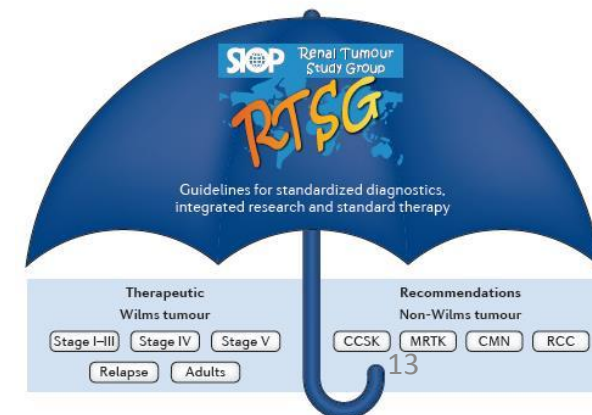 SIOP Renal Tumour
Study Group
RTSG
Guidelines for standardized diagnostics,
integrated research and standard therapy
Therapeutic
Wilms tumour
Stage I–III Stage IV Stage V
Relapse Adults
Recommendations
Non-Wilms tumour
CCSK MRTK CMN RCC
13